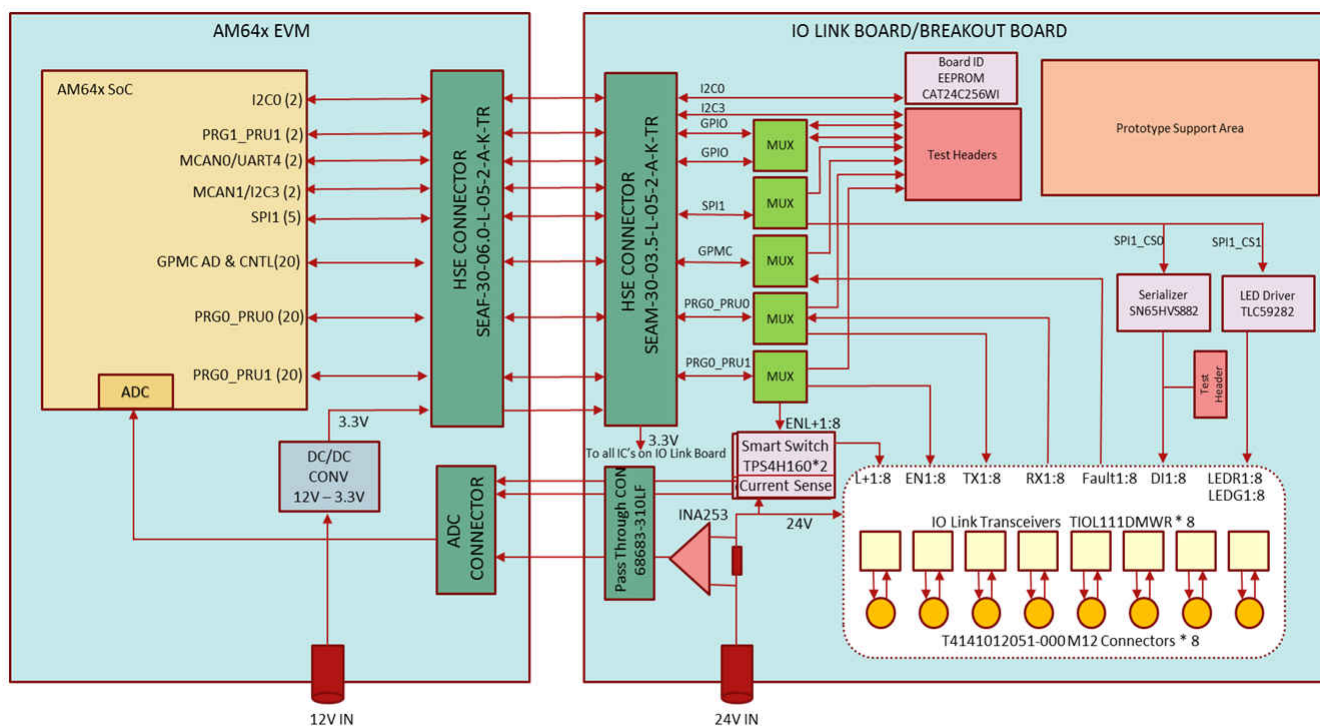 AM64x EVM
AM64x SoC
I2C0 (2)
PRG1_PRU1 (2)
MCAN0/UART4 (2)
MCAN1/I2C3 (2)
SPI1 (5)
GPMC AD & CNTL(20)
PRG0_PRU0 (20)
PRG0_PRU1 (20)
ADC
3.3V
DC/DC
CONV
12V – 3.3V
HSE CONNECTOR
SEAF-30-06.0-L-05-2-A-K-TR
ADC
CONNECTOR
12V IN
IO LINK BOARD/BREAKOUT BOARD
HSE CONNECTOR
SEAM-30-03.5-L-05-2-A-K-TR
I2C0
I2C3
GPIO
GPIO
SPI1
GPMC
PRG0_PRU0
PRG0_PRU1
MUX
MUX
MUX
MUX
MUX
Board ID
EEPROM
CAT24C256WI
Test Headers
Prototype Support Area
SPI1_CS0
SPI1_CS1
Serializer
SN65HVS882
LED Driver
TLC59282
Test
Header
3.3V
To all IC's on IO Link Board
ENL+1:8
Smart Switch
TPS4H160*2
Current Sense
Pass Through CON
68683-310LF
INA253
24V
24V IN
L+1:8
EN1:8
TX1:8
RX1:8
Fault1:8
DI1:8
LEDR1:8
LEDG1:8
IO Link Transceivers TIOL111DMWR * 8
T4141012051-000 M12 Connectors * 8